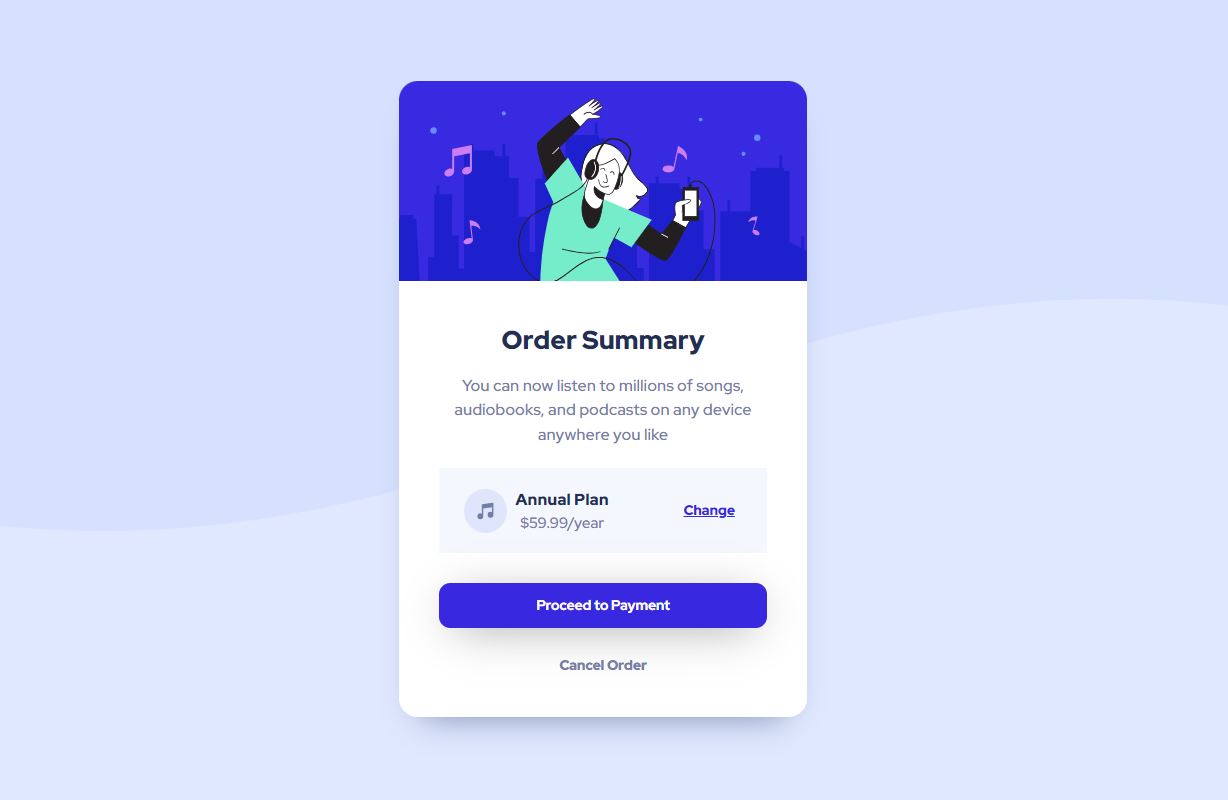 Order Summary
You can now listen to millions of songs,
audiobooks, and podcasts on any device
anywhere you like
Annual Plan
$59.99/year
Change
Proceed to Payment
Cancel Order